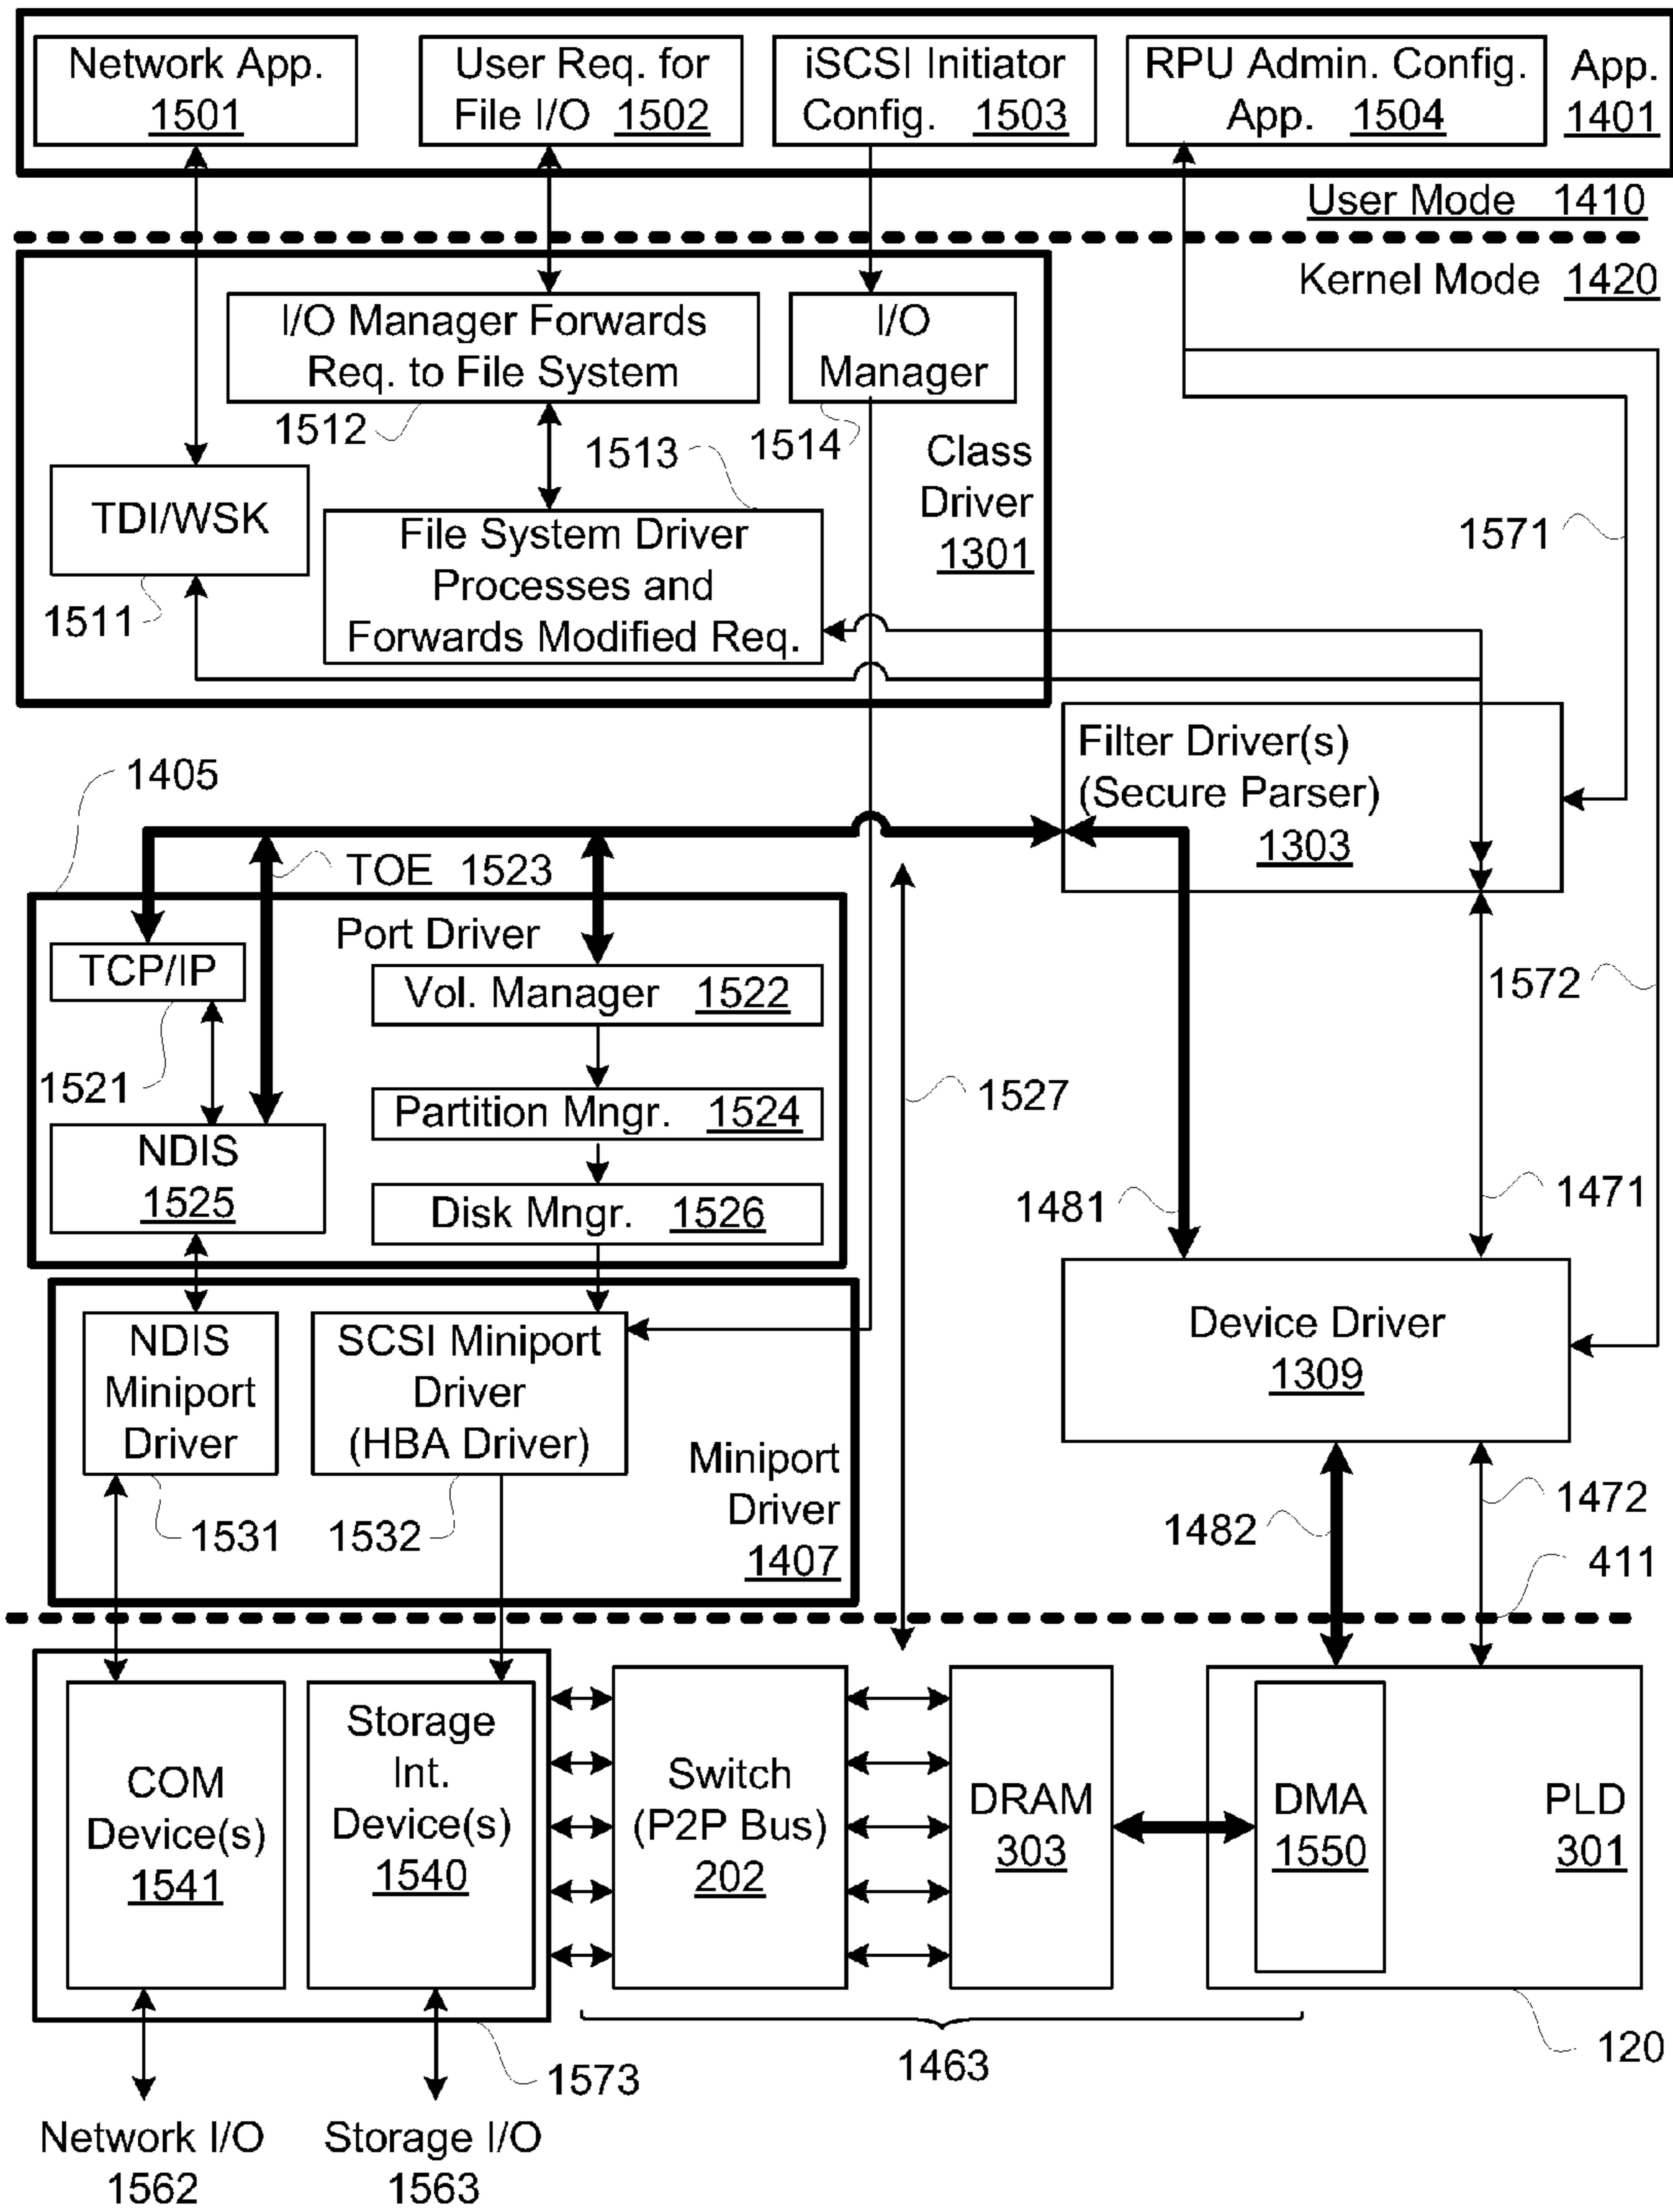 Network App.
1501
User Req. for
File I/O 1502
iSCSI Initiator
Config. 1503
RPU Admin. Config.
App. 1504
App.
1401
User Mode 1410
Kernel Mode 1420
I/O Manager Forwards
Req. to File System
1512
I/O
Manager
1514
1513
Class
Driver
1301
TDI/WSK
1511
File System Driver
Processes and
Forwards Modified Req.
1571
Filter Driver(s)
(Secure Parser)
1303
1405
TOE 1523
Port Driver
TCP/IP
1521
Vol. Manager 1522
1572
Partition Mngr. 1524
1527
NDIS
1525
Disk Mngr. 1526
1481
1471
NDIS
Miniport
Driver
1531
SCSI Miniport
Driver
(HBA Driver)
1532
Miniport
Driver
1407
Device Driver
1309
1482
1472
411
COM
Device(s)
1541
Storage
Int.
Device(s)
1540
Switch
(P2P Bus)
202
DRAM
303
DMA
1550
PLD
301
1573
1463
120
Network I/O
1562
Storage I/O
1563